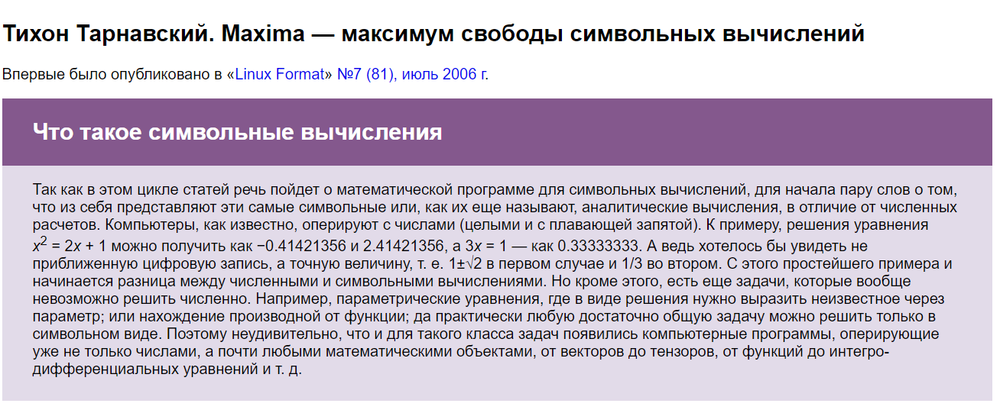 Тихон Тарнавский. Maxima — максимум свободы символьных вычислений
Впервые было опубликовано в «Linux Format» №7 (81), июль 2006 г.
Что такое символьные вычисления
Так как в этом цикле статей речь пойдет о математической программе для символьных вычислений, для начала пару слов о том,
что из себя представляют эти самые символьные или, как их еще называют, аналитические вычисления, в отличие от численных
расчетов. Компьютеры, как известно, оперируют с числами (целыми и с плавающей запятой). К примеру, решения уравнения
x² = 2x + 1 можно получить как −0.41421356 и 2.41421356, а 3x = 1 — как 0.33333333. А ведь хотелось бы увидеть не
приближенную цифровую запись, а точную величину, т. е. 1±√2 в первом случае и 1/3 во втором. С этого простейшего примера и
начинается разница между численными и символьными вычислениями. Но кроме этого, есть еще задачи, которые вообще
невозможно решить численно. Например, параметрические уравнения, где в виде решения нужно выразить неизвестное через
параметр; или нахождение производной от функции; да практически любую достаточно общую задачу можно решить только в
символьном виде. Поэтому неудивительно, что и для такого класса задач появились компьютерные программы, оперирующие
уже не только числами, а почти любыми математическими объектами, от векторов до тензоров, от функций до интегро-
дифференциальных уравнений и т. д.